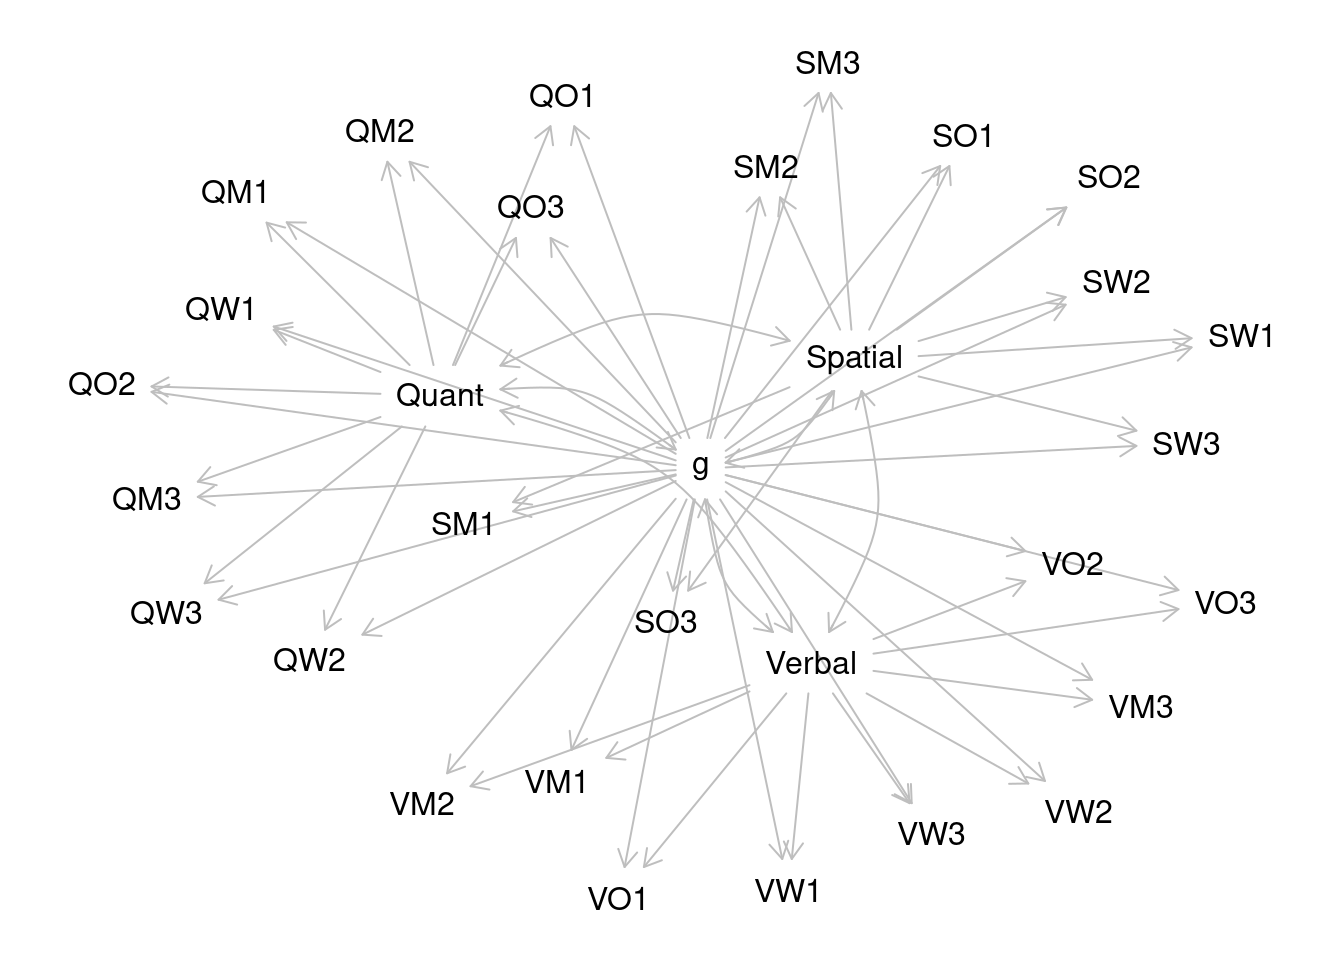 SM3
QO1
QM2
SO1
SM2
SO2
QM1
QO3
SW2
QW1
SW1
Spatial
QO2
Quant
SW3
g
QM3
SM1
VO2
VO3
QW3
SO3
QW2
Verbal
VM3
VM1
VM2
VW2
VW3
VW1
VO1